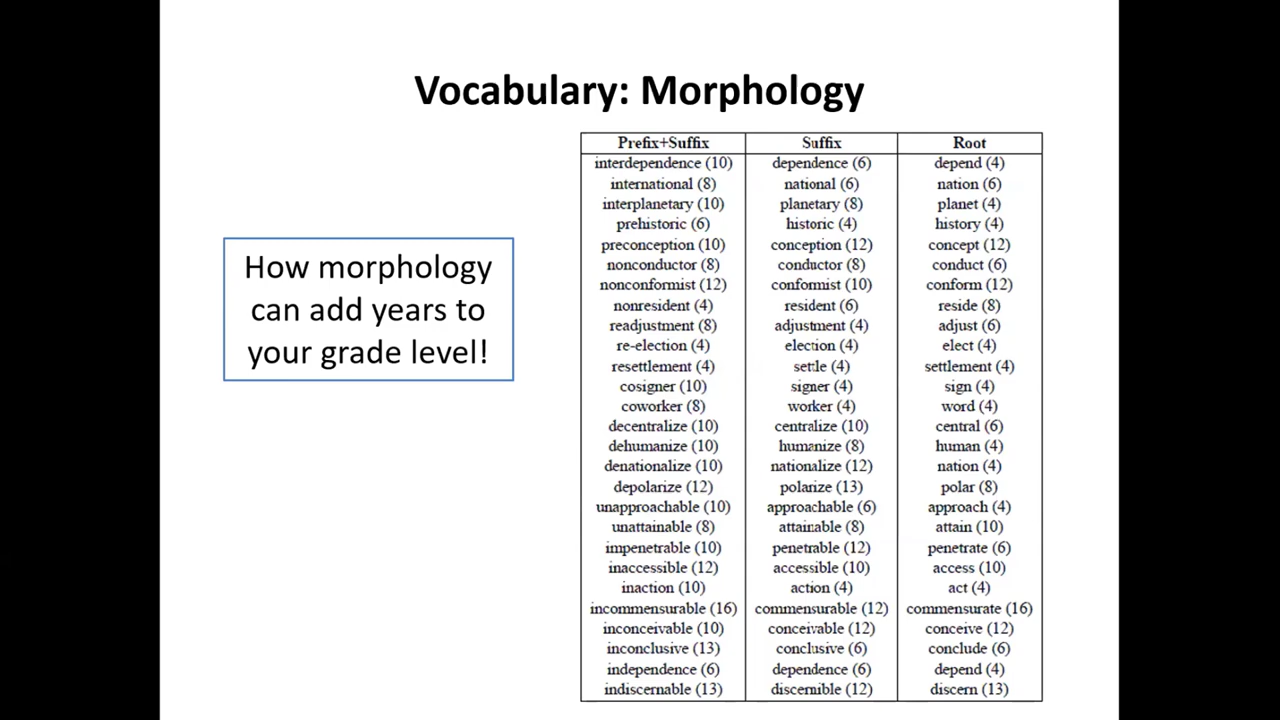 Vocabulary: Morphology
How morphology
can add years to
your grade level!
Prefix+Suffix Suffix Root
interdependence (10) dependence (6) depend (4)
international (8) national (6) nation (6)
interplanetary (10) planetary (8) planet (4)
prehistoric (6) historic (4) history (4)
preconception (10) conception (12) concept (12)
nonconductor (8) conductor (8) conduct (6)
nonconformist (12) conformist (10) conform (12)
nonresident (4) resident (6) reside (8)
readjustment (8) adjustment (4) adjust (6)
re-election (4) election (4) elect (4)
resettlement (4) settle (4) settlement (4)
cosigner (10) signer (4) sign (4)
coworker (8) worker (4) word (4)
decentralize (10) centralize (10) central (6)
dehumanize (10) humanize (8) human (4)
denationalize (10) nationalize (12) nation (4)
depolarize (12) polarize (13) polar (8)
unapproachable (10) approachable (6) approach (4)
unattainable (8) attainable (8) attain (10)
impenetrable (10) penetrable (12) penetrate (6)
inaccessible (12) accessible (10) access (10)
inaction (10) action (4) act (4)
incommensurable (16) commensurable (12) commensurate (16)
inconceivable (10) conceivable (12) conceive (12)
inconclusive (13) conclusive (6) conclude (6)
independence (6) dependence (6) depend (4)
indiscernable (13) discernible (12) discern (13)